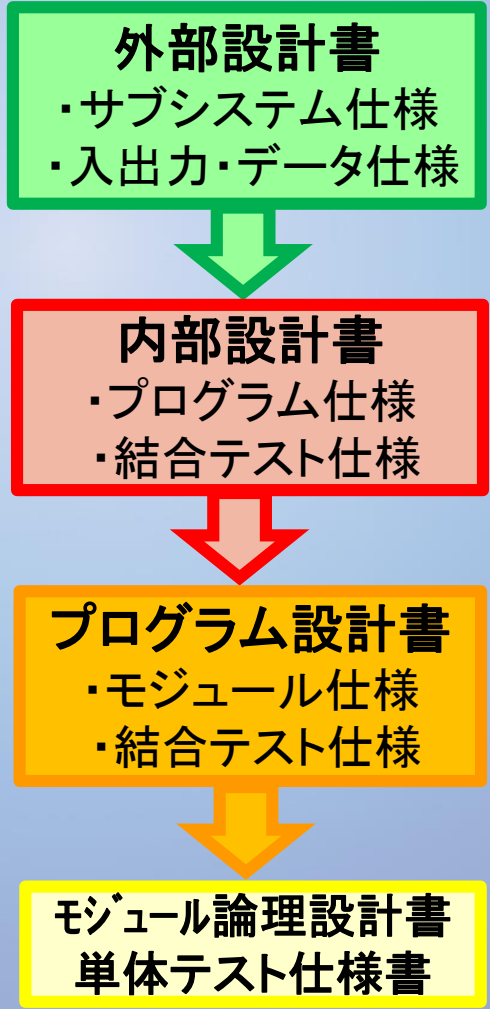 外部設計書
・サブシステム仕様
・入出力・データ仕様
内部設計書
・プログラム仕様
・結合テスト仕様
プログラム設計書
・モジュール仕様
・結合テスト仕様
ﾓｼﾞｭｰﾙ論理設計書
単体テスト仕様書